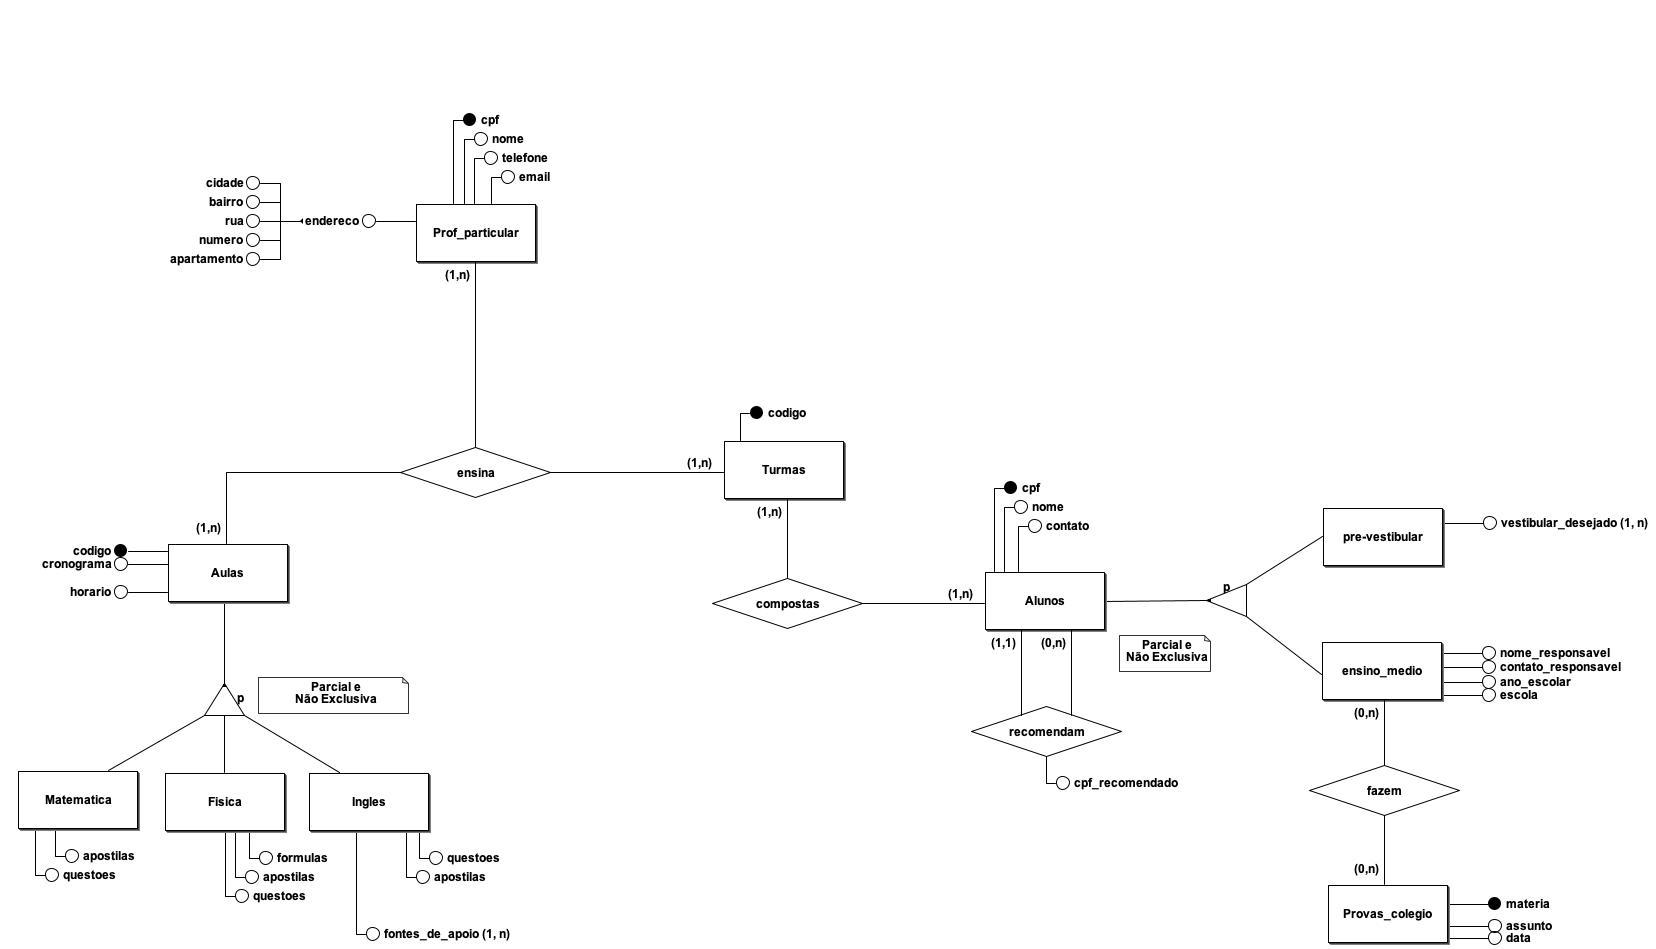 cpf
nome
telefone
email
cidade
bairro
rua
numero
apartamento
endereco
Prof_particular
(1,n)
ensina
(1,n)
codigo
Turmas
(1,n)
(1,n)
codigo
cronograma
horario
Aulas
compostas
(1,n)
cpf
nome
contato
Alunos
(1,1)
(0,n)
recomendam
cpf_recomendado
p
Parcial e
Não Exclusiva
pre-vestibular
vestibular_desejado (1, n)
ensino_medio
nome_responsavel
contato_responsavel
ano_escolar
escola
(0,n)
fazem
(0,n)
Provas_colegio
materia
assunto
data
p
Parcial e
Não Exclusiva
Matematica
apostilas
questoes
Fisica
formulas
apostilas
questoes
Ingles
questoes
apostilas
fontes_de_apoio (1, n)